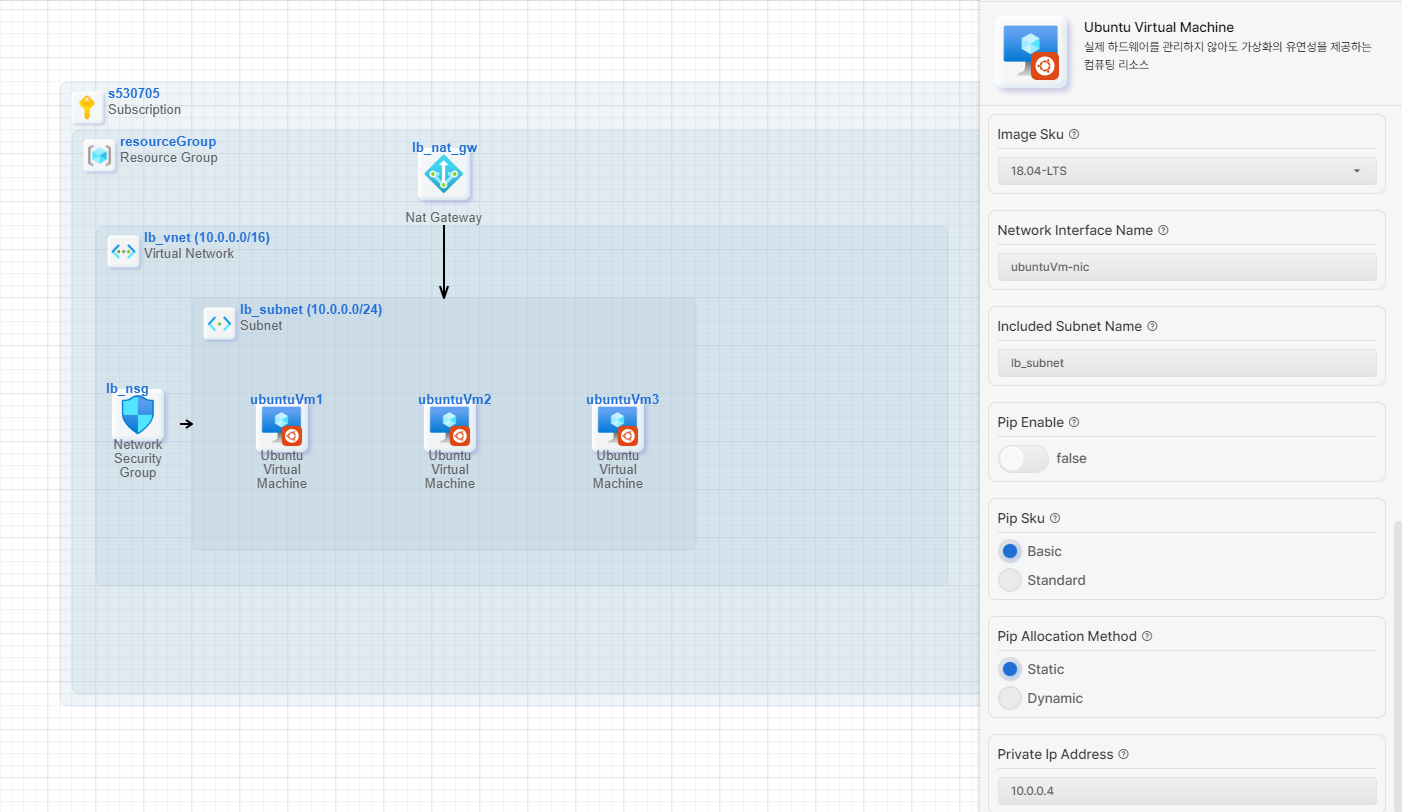 s530705
Subscription
resourceGroup
Resource Group
lb_nat_gw
Nat Gateway
lb_vnet (10.0.0.0/16)
Virtual Network
lb_subnet (10.0.0.0/24)
Subnet
lb_nsg
Network
Security
Group
ubuntuVm1
Ubuntu
Virtual
Machine
ubuntuVm2
Ubuntu
Virtual
Machine
ubuntuVm3
Ubuntu
Virtual
Machine
Ubuntu Virtual Machine
실제 하드웨어를 관리하지 않아도 가상화의 유연성을 제공하는
컴퓨팅 리소스
Image Sku
18.04-LTS
Network Interface Name
ubuntuVm-nic
Included Subnet Name
lb_subnet
Pip Enable
false
Pip Sku
Basic
Standard
Pip Allocation Method
Static
Dynamic
Private Ip Address
10.0.0.4